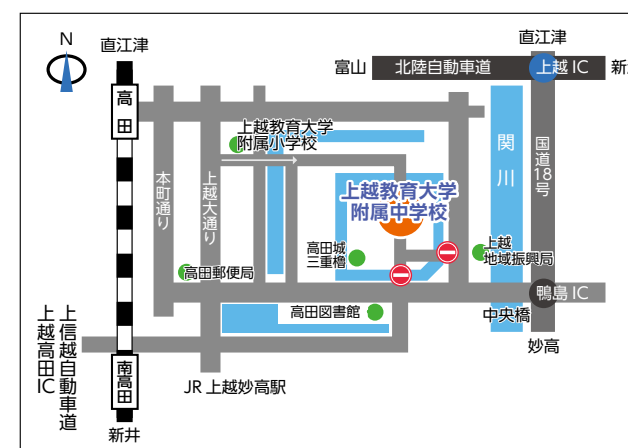 N
直江津
直江津
富山
北陸自動車道
上越 IC
新
高田
上越教育大学
附属小学校
関川
国道18号
本町通り
上越大通り
上越教育大学
附属中学校
高田城
三重櫓
上越
地域振興局
高田郵便局
鴨島 IC
高田図書館
中央橋
上信越自動車道
上越高田IC
妙高
南高田
JR 上越妙高駅
新井